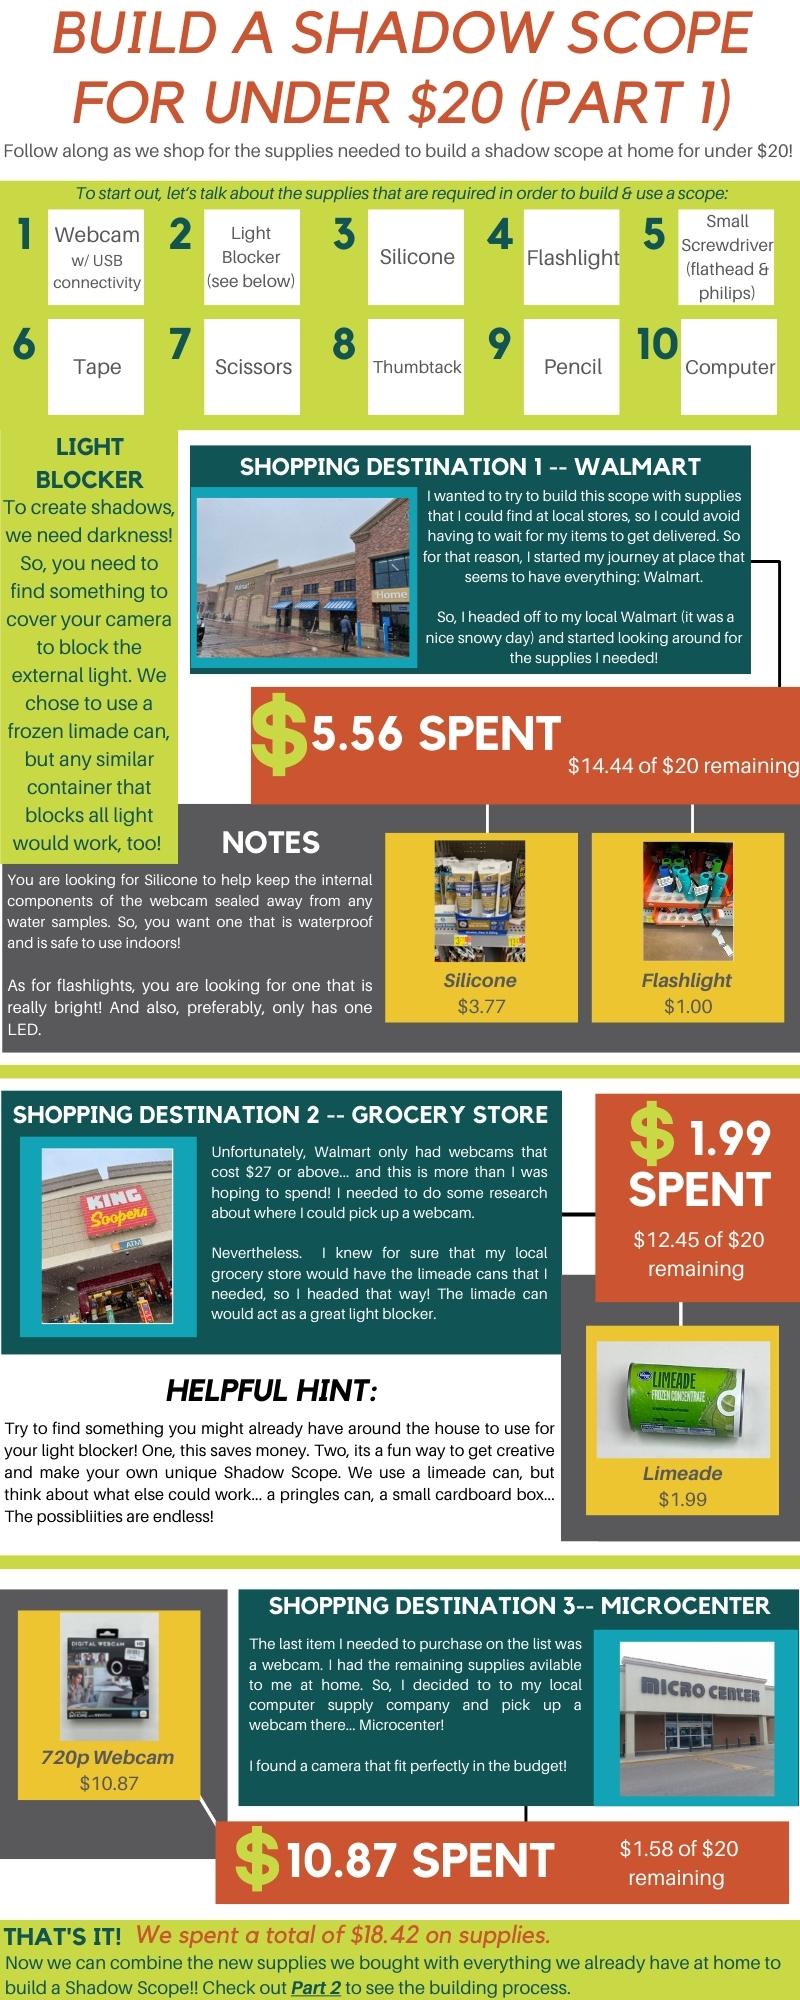 BUILD A SHADOW SCOPE
FOR UNDER $20 (PART 1)
Follow along as we shop for the supplies needed to build a shadow scope at home for under $20!
To start out, let's talk about the supplies that are required in order to build & use a scope:
1
Webcam
w/ USB
connectivity
2
Light
Blocker
(see below)
3
Silicone
4
Flashlight
5
Small
Screwdriver
(flathead &
philips)
6
Tape
7
Scissors
8
Thumbtack
9
Pencil
10
Computer
LIGHT
BLOCKER
To create shadows,
we need darkness!
So, you need to
find something to
cover your camera
to block the
external light. We
chose to use a
frozen limade can,
but any similar
container that
blocks all light
would work, too!
SHOPPING DESTINATION 1 -- WALMART
Walmart
Home
I wanted to try to build this scope with supplies
that I could find at local stores, so I could avoid
having to wait for my items to get delivered. So
for that reason, I started my journey at place that
seems to have everything: Walmart.
So, I headed off to my local Walmart (it was a
nice snowy day) and started looking around for
the supplies I needed!
$5.56 SPENT
$14.44 of $20 remaining
NOTES
You are looking for Silicone to help keep the internal
components of the webcam sealed away from any
water samples. So, you want one that is waterproof
and is safe to use indoors!
As for flashlights, you are looking for one that is
really bright! And also, preferably, only has one
LED.
Silicone
$3.77
Flashlight
$1.00
SHOPPING DESTINATION 2 -- GROCERY STORE
KING
Soopers
ATM
Unfortunately, Walmart only had webcams that
cost $27 or above... and this is more than I was
hoping to spend! I needed to do some research
about where I could pick up a webcam.
Nevertheless. I knew for sure that my local
grocery store would have the limeade cans that I
needed, so I headed that way! The limade can
would act as a great light blocker.
$ 1.99
SPENT
$12.45 of $20
remaining
LIMEADE
FROZEN CONCENTRATE
Limeade
$1.99
HELPFUL HINT:
Try to find something you might already have around the house to use for
your light blocker! One, this saves money. Two, its a fun way to get creative
and make your own unique Shadow Scope. We use a limeade can, but
think about what else could work... a pringles can, a small cardboard box...
The possibliities are endless!
DIGITAL WEBCAM
HD
720p Webcam
$10.87
SHOPPING DESTINATION 3-- MICROCENTER
The last item I needed to purchase on the list was
a webcam. I had the remaining supplies avilable
to me at home. So, I decided to to my local
computer supply company and pick up a
webcam there... Microcenter!
I found a camera that fit perfectly in the budget!
MICRO CENTER
$10.87 SPENT
$1.58 of $20
remaining
THAT'S IT! We spent a total of $18.42 on supplies.
Now we can combine the new supplies we bought with everything we already have at home to
build a Shadow Scope!! Check out Part 2 to see the building process.